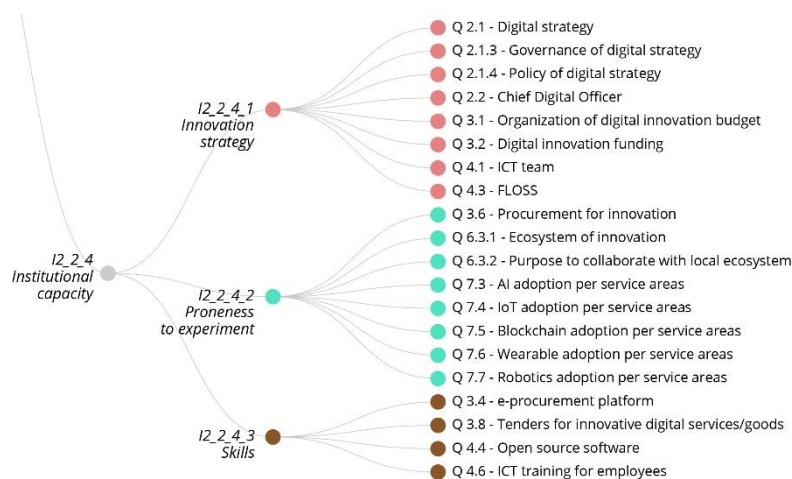 I2_2_4
Institutional
capacity
I2_2_4_1
Innovation
strategy
Q 2.1 - Digital strategy
Q 2.1.3 - Governance of digital strategy
Q 2.1.4 - Policy of digital strategy
Q 2.2 - Chief Digital Officer
Q 3.1 - Organization of digital innovation budget
Q 3.2 - Digital innovation funding
Q 4.1 - ICT team
Q 4.3 - FLOSS
I2_2_4_2
Proneness
to experiment
Q 3.6 - Procurement for innovation
Q 6.3.1 - Ecosystem of innovation
Q 6.3.2 - Purpose to collaborate with local ecosystem
Q 7.3 - AI adoption per service areas
Q 7.4 - IoT adoption per service areas
Q 7.5 - Blockchain adoption per service areas
Q 7.6 - Wearable adoption per service areas
Q 7.7 - Robotics adoption per service areas
I2_2_4_3
Skills
Q 3.4 - e-procurement platform
Q 3.8 - Tenders for innovative digital services/goods
Q 4.4 - Open source software
Q 4.6 - ICT training for employees